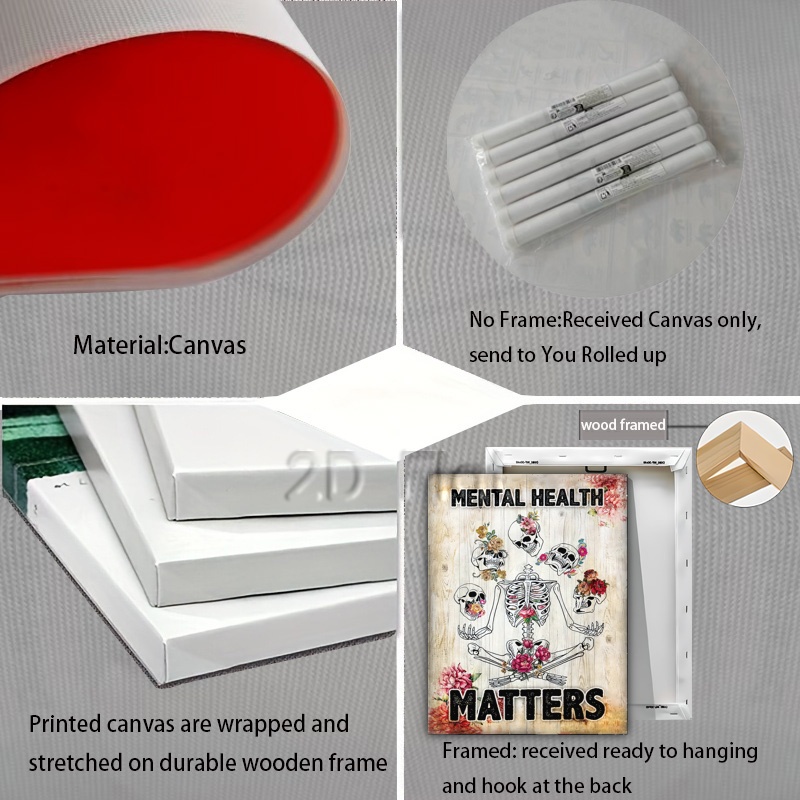 Material:Canvas
No Frame:Received Canvas only,
send to You Rolled up
wood framed
2D
MENTAL HEALTH
MATTERS
Printed canvas are wrapped and
stretched on durable wooden frame
Framed: received ready to hanging
and hook at the back